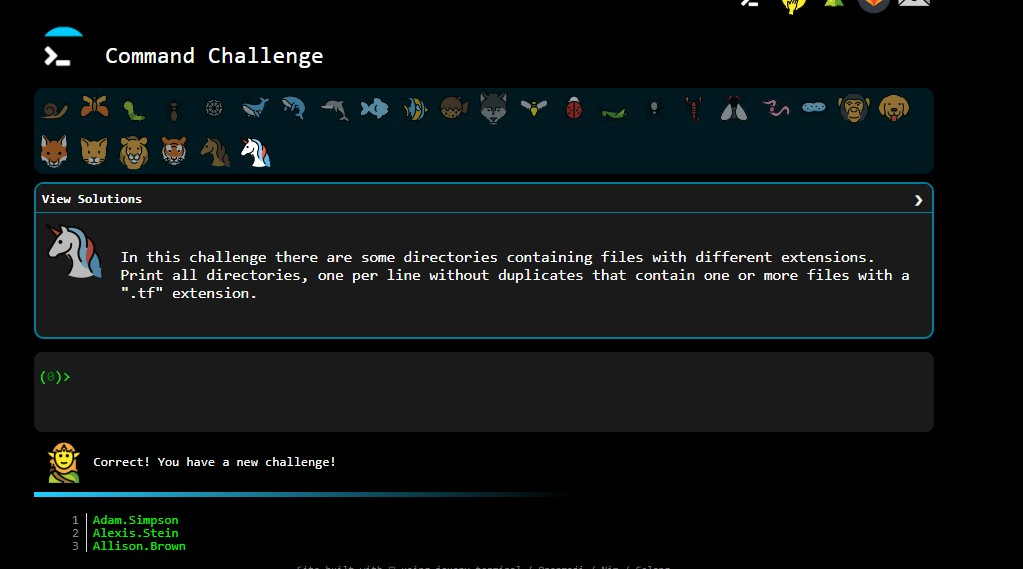 Command Challenge
View Solutions
In this challenge there are some directories containing files with different extensions.
Print all directories, one per line without duplicates that contain one or more files with a
".tf" extension.
(0)>
Correct! You have a new challenge!
1 Adam.Simpson
2 Alexis.Stein
3 Allison.Brown